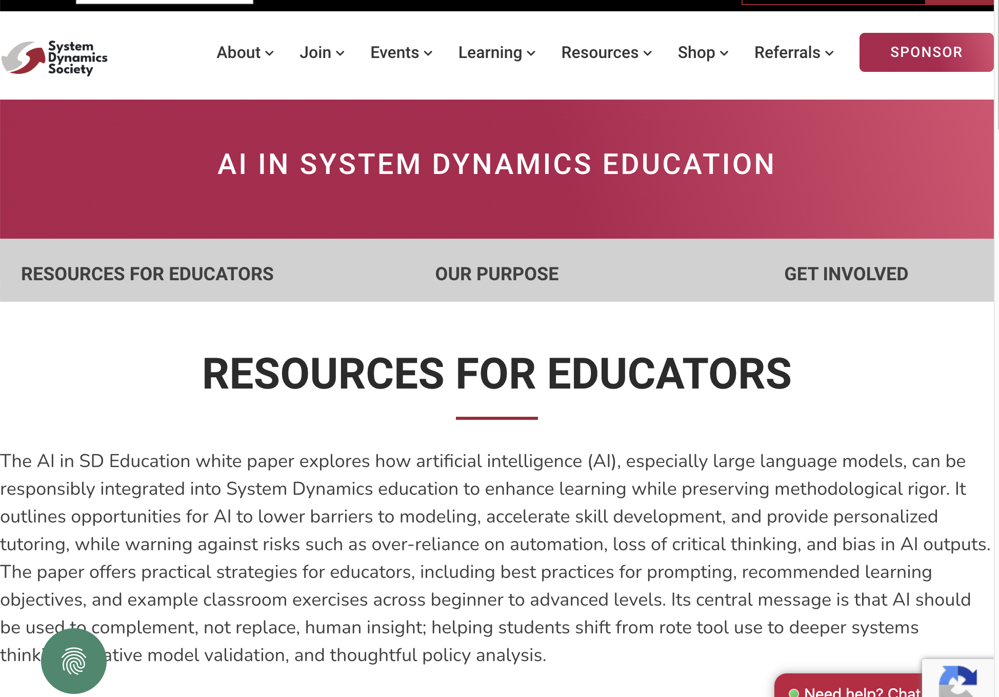 System
Dynamics
Society
About
Join
Events
Learning
Resources
Shop
Referrals
SPONSOR
AI IN SYSTEM DYNAMICS EDUCATION
RESOURCES FOR EDUCATORS
OUR PURPOSE
GET INVOLVED
RESOURCES FOR EDUCATORS
The AI in SD Education white paper explores how artificial intelligence (AI), especially large language models, can be
responsibly integrated into System Dynamics education to enhance learning while preserving methodological rigor. It
outlines opportunities for AI to lower barriers to modeling, accelerate skill development, and provide personalized
tutoring, while warning against risks such as over-reliance on automation, loss of critical thinking, and bias in AI outputs.
The paper offers practical strategies for educators, including best practices for prompting, recommended learning
objectives, and example classroom exercises across beginner to advanced levels. Its central message is that AI should
be used to complement, not replace, human insight; helping students shift from rote tool use to deeper systems
model validation, and thoughtful policy analysis.
Need help? Chat